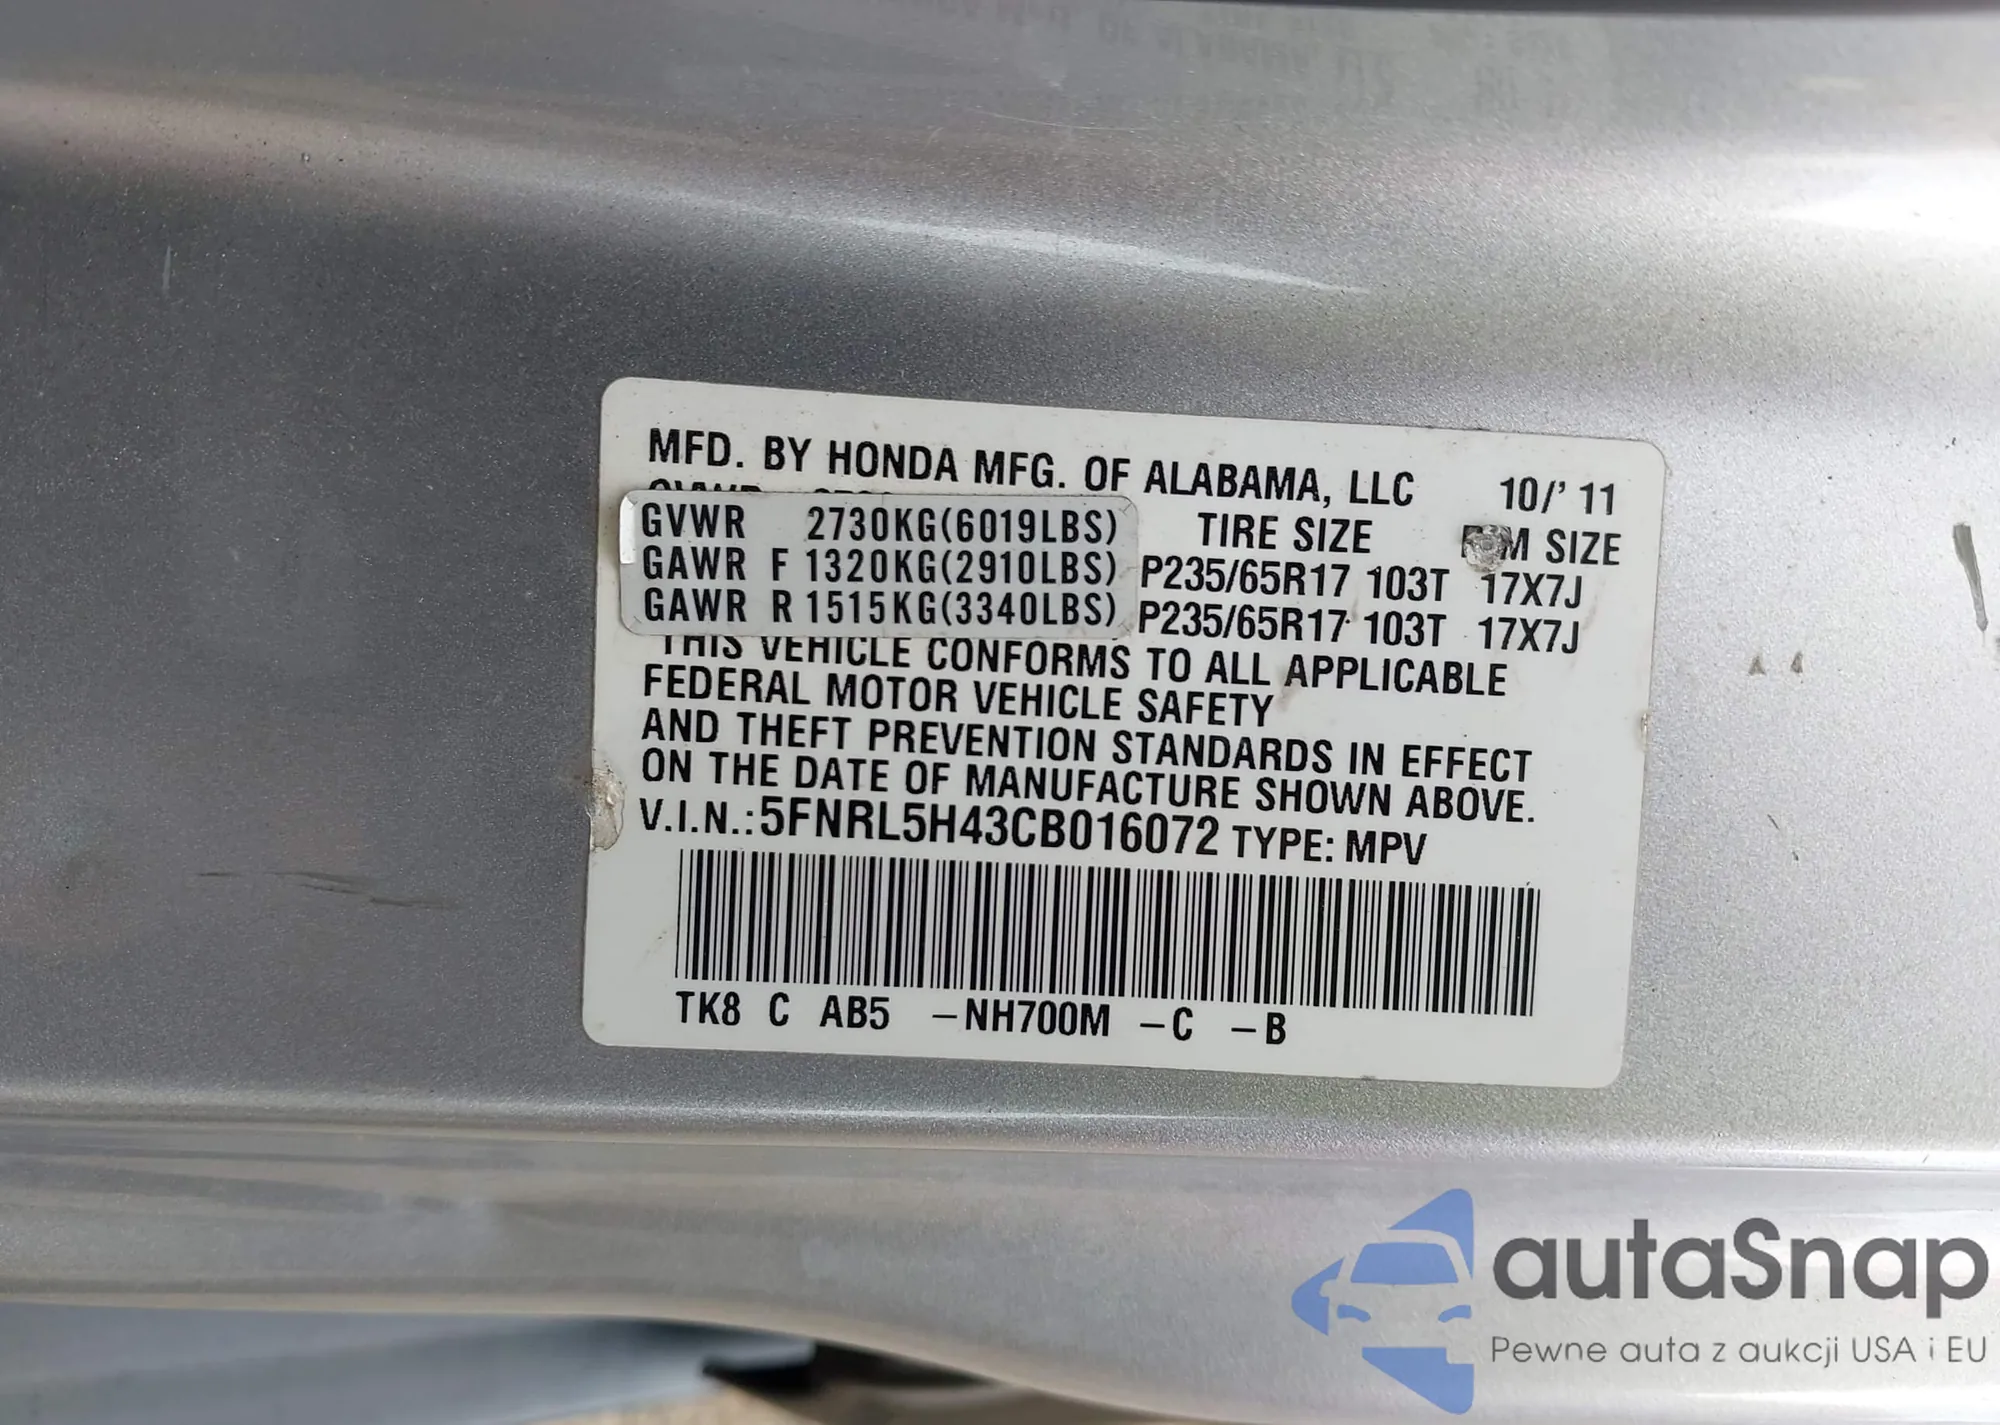 MFD. BY HONDA MFG. OF ALABAMA, LLC 10/' 11
GVWR 2730KG(6019LBS) TIRE SIZE SIZE
GAWR F 1320KG(2910LBS) P235/65R17 103T 17X7J
GAWR R 1515KG(3340LBS) P235/65R17 103T 17X7J
THIS VEHICLE CONFORMS TO ALL APPLICABLE
FEDERAL MOTOR VEHICLE SAFETY
AND THEFT PREVENTION STANDARDS IN EFFECT
ON THE DATE OF MANUFACTURE SHOWN ABOVE.
V.I.N.:5FNRL5H43CB016072 TYPE: MPV
TK8 C AB5 -NH700M -C -B
autaSnap
Pewne auta z aukcji USA i EU